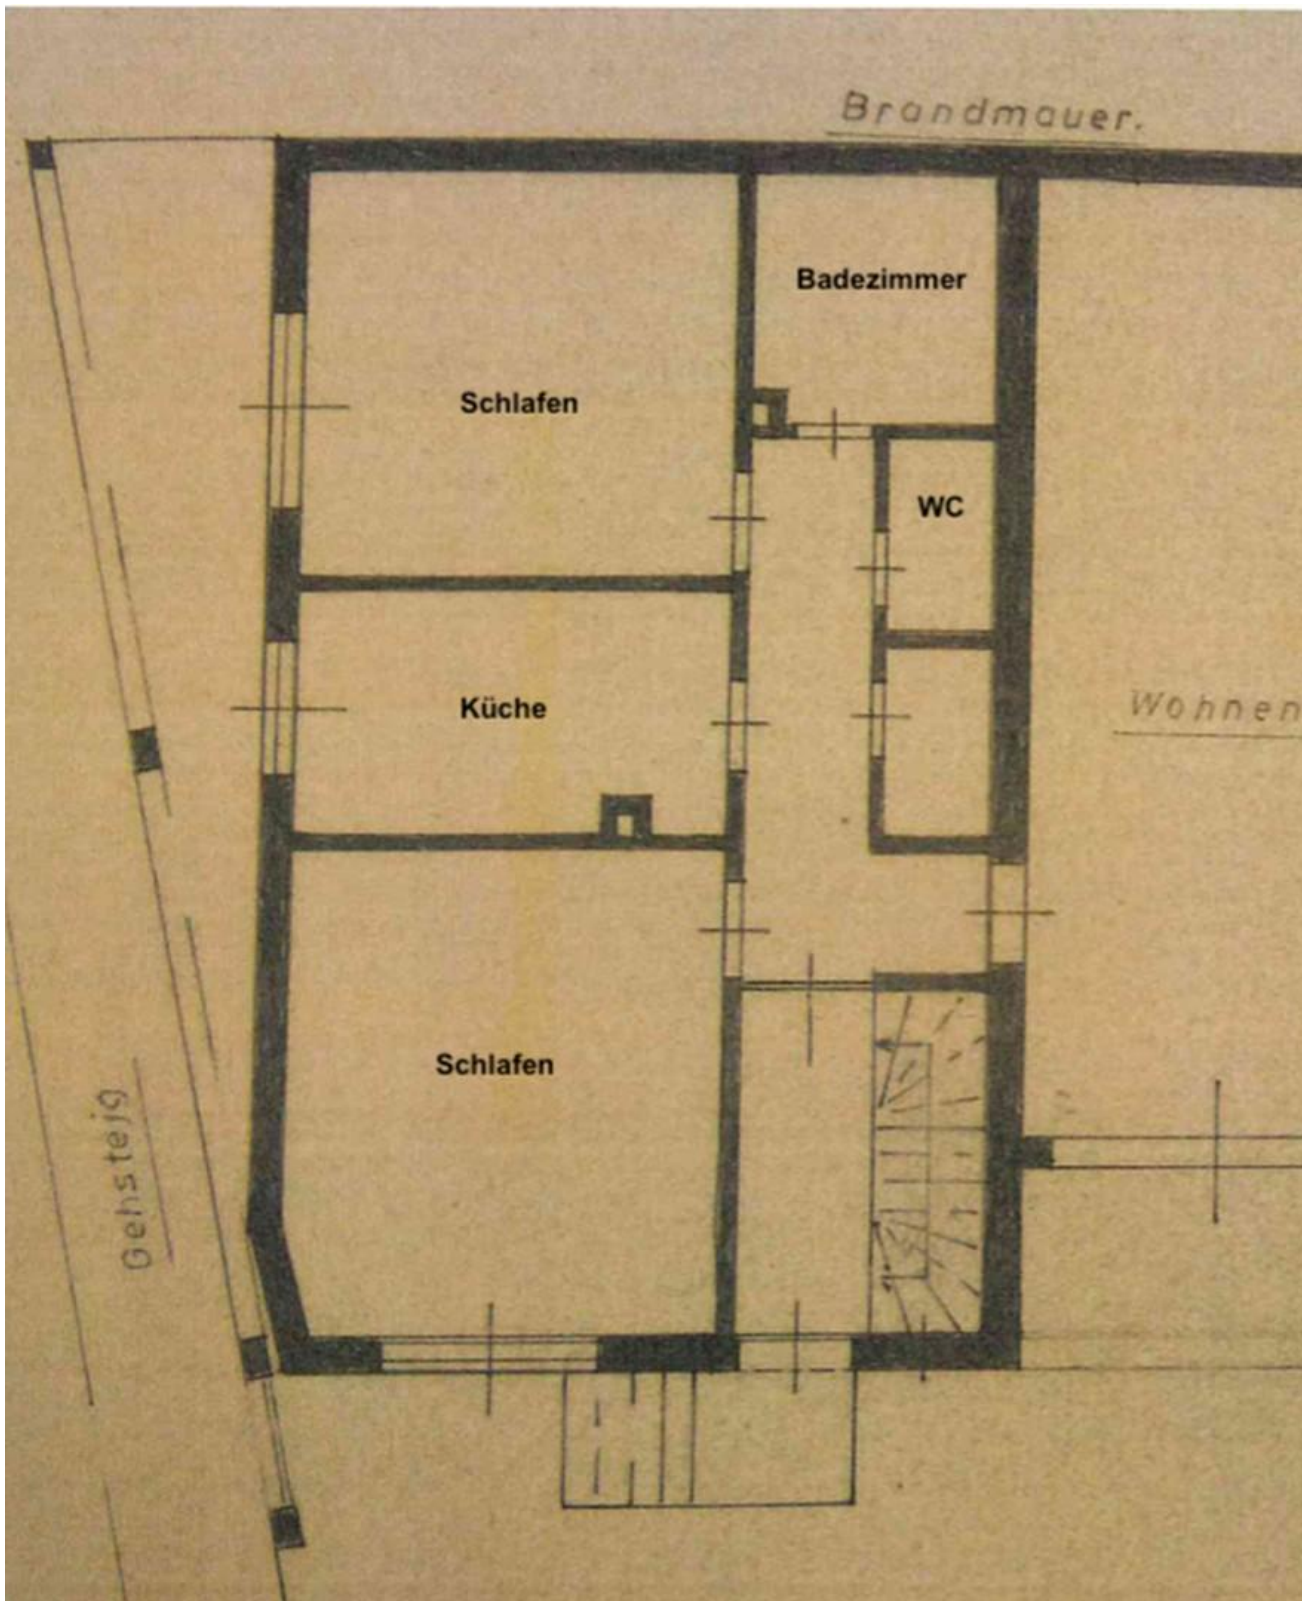 Brandmauer.
Badezimmer
Schlafen
WC
Küche
Wohnen
Schlafen
Gehsteig